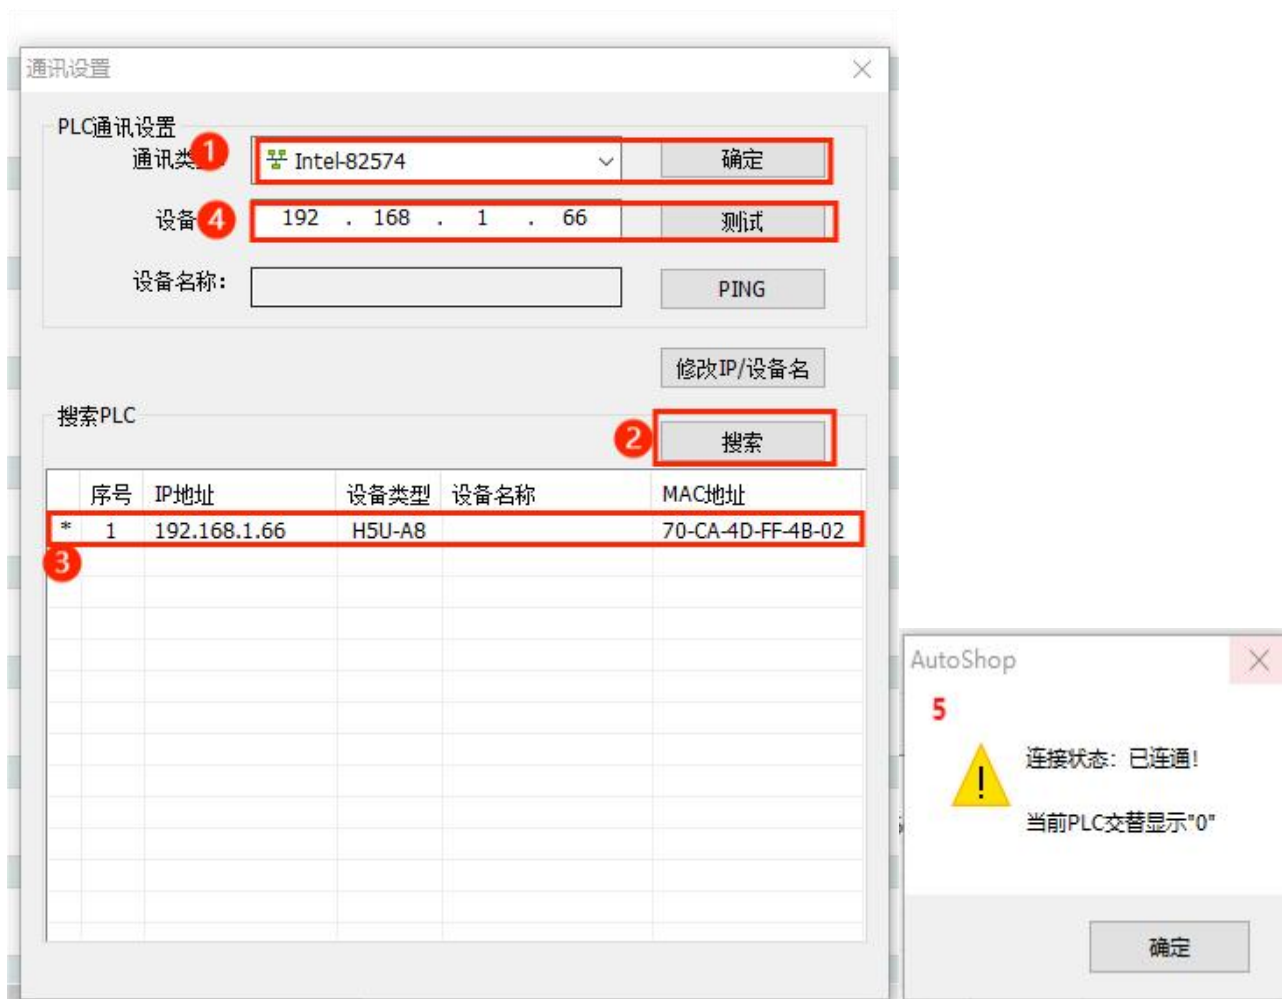 通讯设置
PLC通讯设置
通讯类
1
Intel-82574
确定
设备
4
192 . 168 . 1 . 66
测试
设备名称：
PING
修改IP/设备名
搜索PLC
2
搜索
序号 IP地址 设备类型 设备名称 MAC地址
* 1 192.168.1.66 H5U-A8 70-CA-4D-FF-4B-02
3
AutoShop
5
连接状态：已连通！
当前PLC交替显示"0"
确定